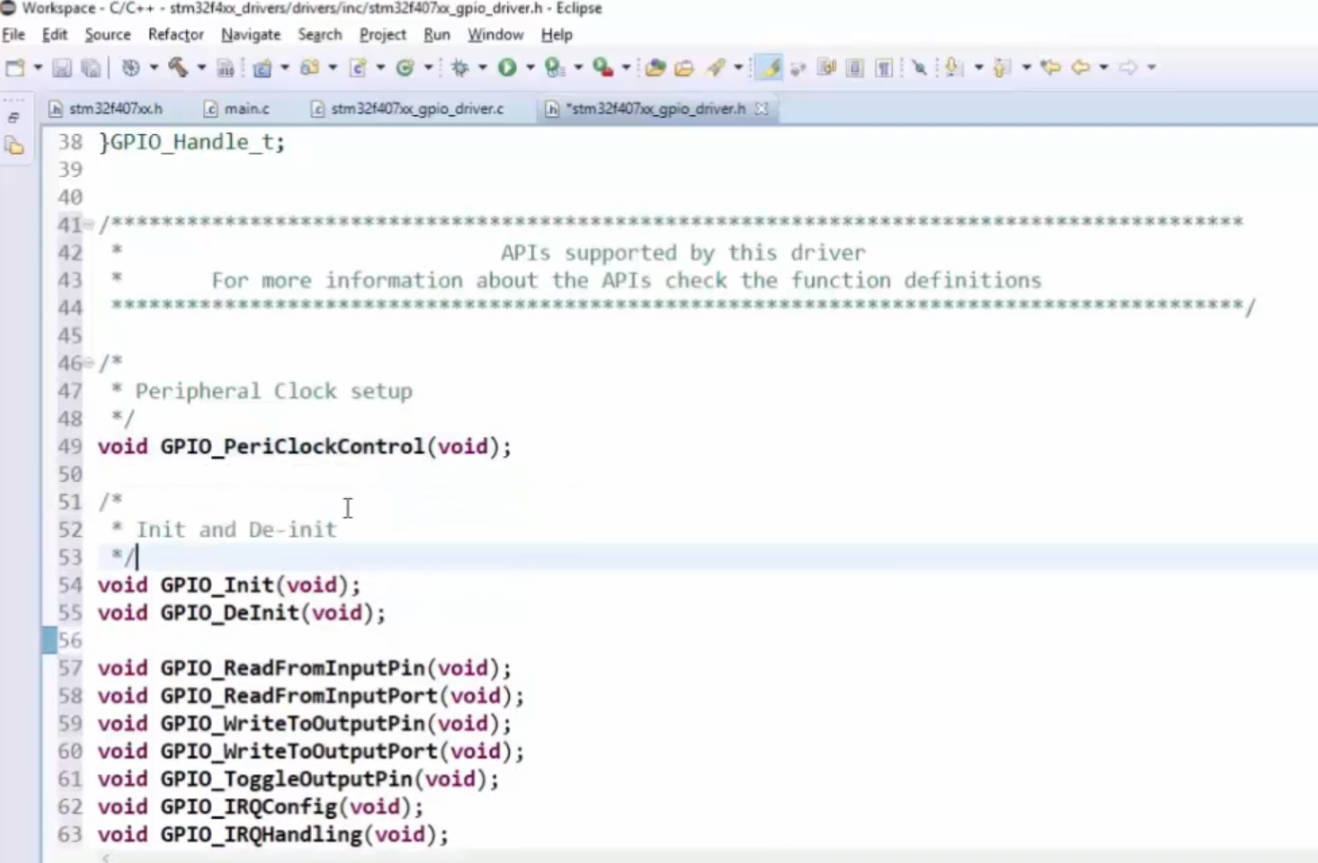 Workspace - C/C++ - stm32f4xx_drivers/drivers/inc/stm32f407xx_gpio_driver.h - Eclipse
File Edit Source Refactor Navigate Search Project Run Window Help
stm32f407xx.h main.c stm32f407xx_gpio_driver.c *stm32f407xx_gpio_driver.h
38 }GPIO_Handle_t;
39
40
41 /******************************************************************************************
42 * APIs supported by this driver
43 * For more information about the APIs check the function definitions
44 ******************************************************************************************/
45
46 /*
47 * Peripheral Clock setup
48 */
49 void GPIO_PeriClockControl(void);
50
51 /*
52 * Init and De-init
53 */
54 void GPIO_Init(void);
55 void GPIO_DeInit(void);
56
57 void GPIO_ReadFromInputPin(void);
58 void GPIO_ReadFromInputPort(void);
59 void GPIO_WriteToOutputPin(void);
60 void GPIO_WriteToOutputPort(void);
61 void GPIO_ToggleOutputPin(void);
62 void GPIO_IRQConfig(void);
63 void GPIO_IRQHandling(void);